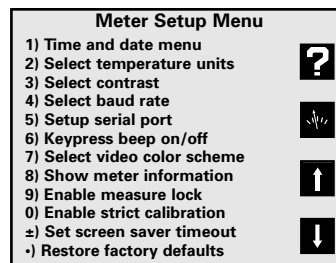 Meter Setup Menu
1) Time and date menu
2) Select temperature units
3) Select contrast
4) Select baud rate
5) Setup serial port
6) Keypress beep on/off
7) Select video color scheme
8) Show meter information
9) Enable measure lock
0) Enable strict calibration
±) Set screen saver timeout
•) Restore factory defaults
?